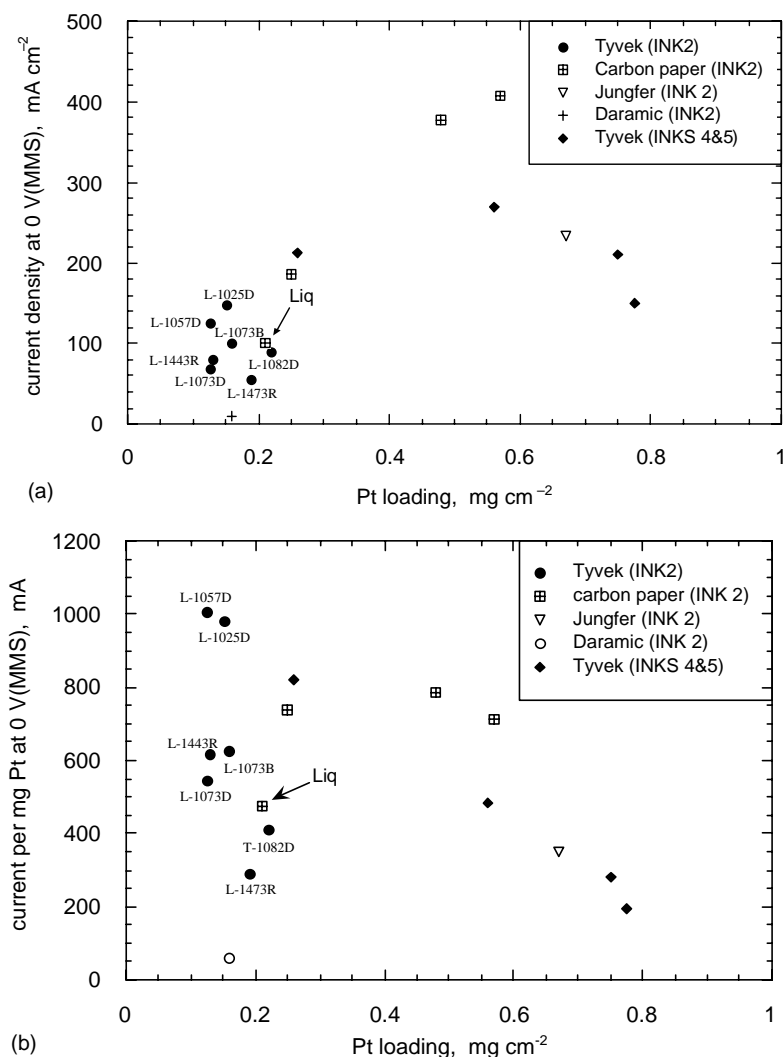 500
400
300
200
100
0
current density at 0 V(MMS), mA cm⁻²
Tyvek (INK2)
Carbon paper (INK2)
Jungfer (INK 2)
Daramic (INK2)
Tyvek (INKS 4&5)
L-1025D
Liq
L-1057D
L-1073B
L-1443R
L-1082D
L-1073D
L-1473R
0 0.2 0.4 0.6 0.8 1
(a)
Pt loading, mg cm⁻²
1200
1000
800
600
400
200
0
current per mg Pt at 0 V(MMS), mA
Tyvek (INK2)
carbon paper (INK 2)
Jungfer (INK 2)
Daramic (INK 2)
Tyvek (INKS 4&5)
L-1057D
L-1025D
L-1443R
L-1073B
Liq
L-1073D
T-1082D
L-1473R
0 0.2 0.4 0.6 0.8 1
(b)
Pt loading, mg cm⁻²